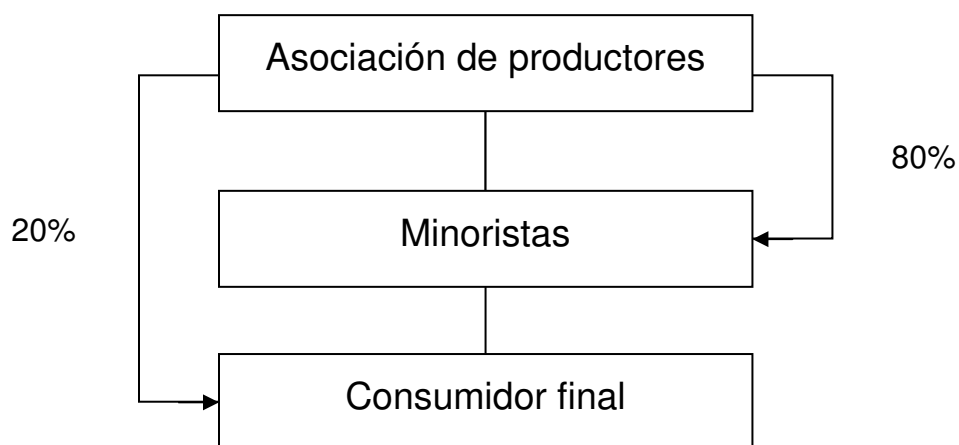 Asociación de productores
80%
20%
Minoristas
Consumidor final